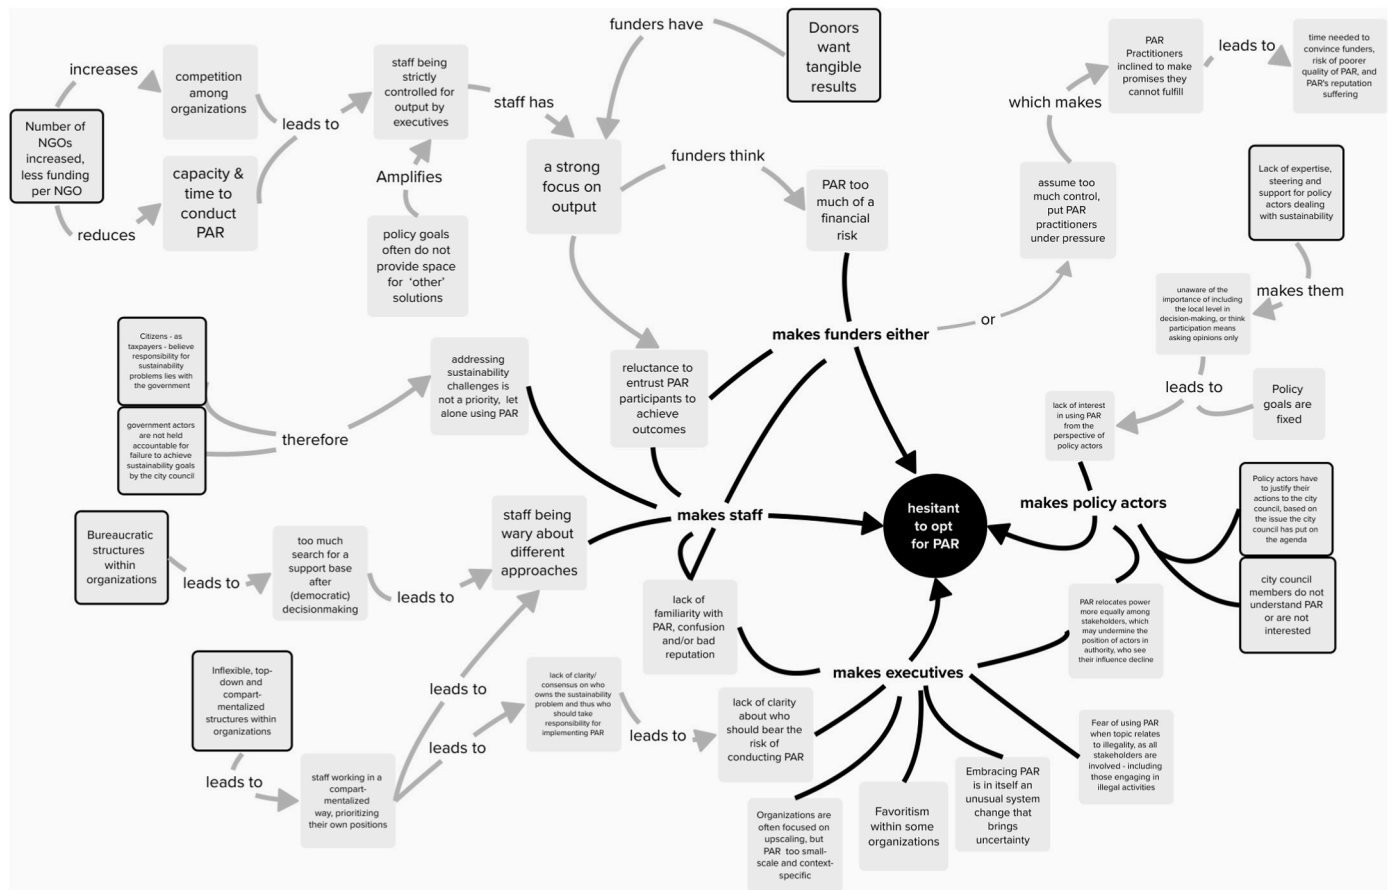 funders have
Donors
want
tangible
results
increases
competition
among
organizations
staff being
strictly
controlled for
output by
executives
staff has
leads to
Number of
NGOs
increased,
less funding
per NGO
capacity &
time to
conduct
PAR
reduces
Amplifies
policy goals
often do not
provide space
for 'other'
solutions
a strong
focus on
output
funders think
PAR too
much of a
financial
risk
PAR
Practitioners
inclined to make
promises they
cannot fulfill
leads to
time needed to
convince funders,
risk of poorer
quality of PAR, and
PAR's reputation
suffering
which makes
assume too
much control,
put PAR
practitioners
under pressure
or
makes funders either
Lack of expertise,
steering and
support for policy
actors dealing
with sustainability
makes them
unaware of the
importance of including
the local level in
decision-making, or think
participation means
asking opinions only
leads to
Policy
goals are
fixed
lack of interest
in using PAR
from the
perspective of
policy actors
Citizens - as
taxpayers - believe
responsibility for
sustainability
problems lies with
the government
government actors
are not held
accountable for
failure to achieve
sustainability goals
by the city council
therefore
addressing
sustainability
challenges is
not a priority, let
alone using PAR
reluctance to
entrust PAR
participants to
achieve
outcomes
Bureaucratic
structures
within
organizations
leads to
too much
search for a
support base
after
(democratic)
decisionmaking
leads to
staff being
wary about
different
approaches
makes staff
hesitant
to opt
for PAR
makes policy actors
Policy actors have
to justify their
actions to the city
council, based on
the issue the city
council has put on
the agenda
city council
members do not
understand PAR
or are not
interested
lack of
familiarity with
PAR, confusion
and/or bad
reputation
PAR relocates power
more equally among
stakeholders, which
may undermine the
position of actors in
authority, who see
their influence decline
makes executives
Inflexible, top-
down and
compart-
mentalized
structures within
organizations
leads to
staff working in a
compart-
mentalized
way, prioritizing
their own positions
leads to
leads to
lack of clarity/
consensus on who
owns the sustainability
problem and thus who
should take
responsibility for
implementing PAR
leads to
lack of clarity
about who
should bear the
risk of
conducting PAR
Organizations are
often focused on
upscaling, but
PAR too small-
scale and context-
specific
Favoritism
within some
organizations
Embracing PAR
is in itself an
unusual system
change that
brings
uncertainty
Fear of using PAR
when topic relates
to illegality, as all
stakeholders are
involved - including
those engaging in
illegal activities